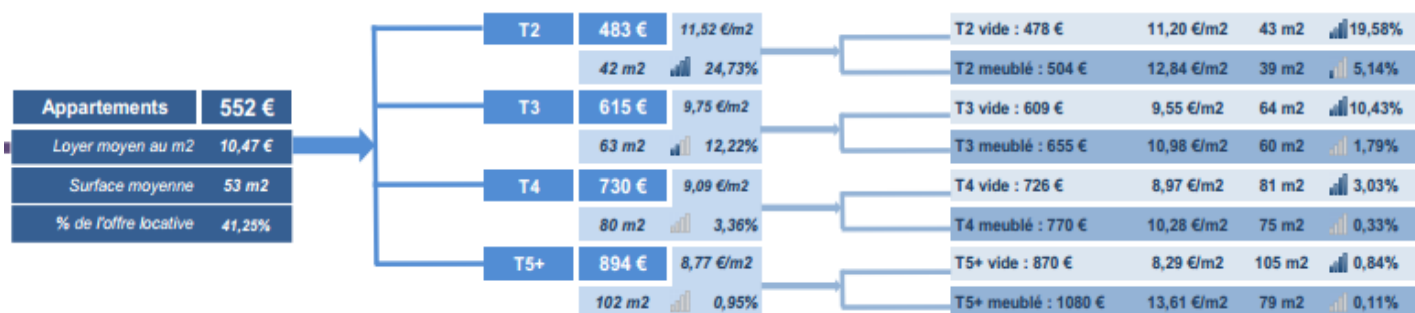 T2 483 € 11,52 €/m2
42 m2 24,73%
T2 vide : 478 € 11,20 €/m2 43 m2 19,58%
T2 meublé : 504 € 12,84 €/m2 39 m2 5,14%
Appartements 552 €
Loyer moyen au m2 10,47 €
Surface moyenne 53 m2
% de l'offre locative 41,25%
T3 615 € 9,75 €/m2
63 m2 12,22%
T3 vide : 609 € 9,55 €/m2 64 m2 10,43%
T3 meublé : 655 € 10,98 €/m2 60 m2 1,79%
T4 730 € 9,09 €/m2
80 m2 3,36%
T4 vide : 726 € 8,97 €/m2 81 m2 3,03%
T4 meublé : 770 € 10,28 €/m2 75 m2 0,33%
T5+ 894 € 8,77 €/m2
102 m2 0,95%
T5+ vide : 870 € 8,29 €/m2 105 m2 0,84%
T5+ meublé : 1080 € 13,61 €/m2 79 m2 0,11%